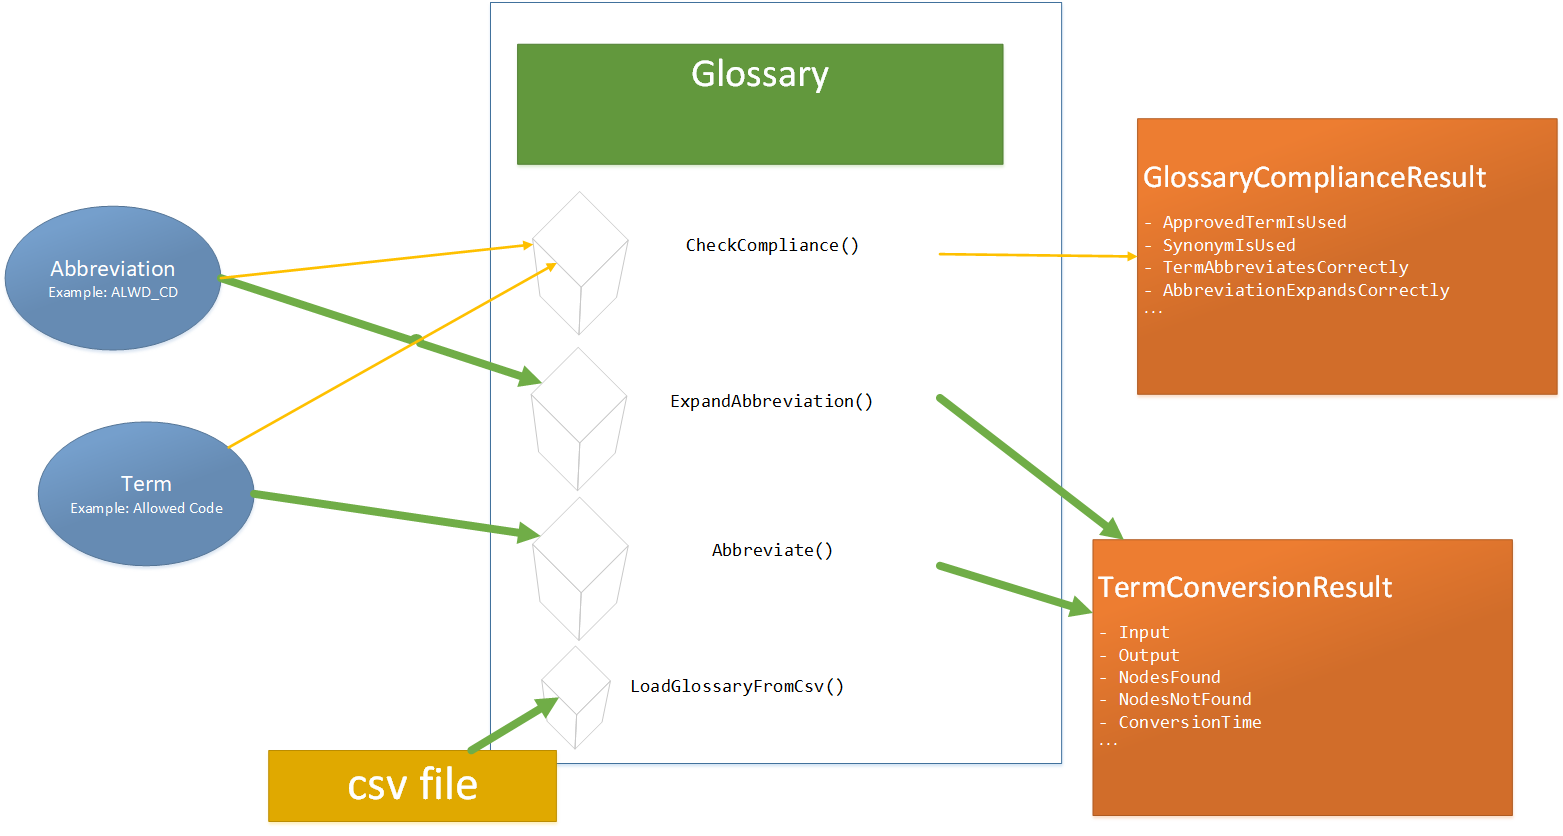 Glossary
Abbreviation
Example: ALWD_CD
Term
Example: Allowed Code
CheckCompliance()
ExpandAbbreviation()
Abbreviate()
LoadGlossaryFromCsv()
csv file
GlossaryComplianceResult
- ApprovedTermIsUsed
- SynonymIsUsed
- TermAbbreviatesCorrectly
- AbbreviationExpandsCorrectly
...
TermConversionResult
- Input
- Output
- NodesFound
- NodesNotFound
- ConversionTime
...